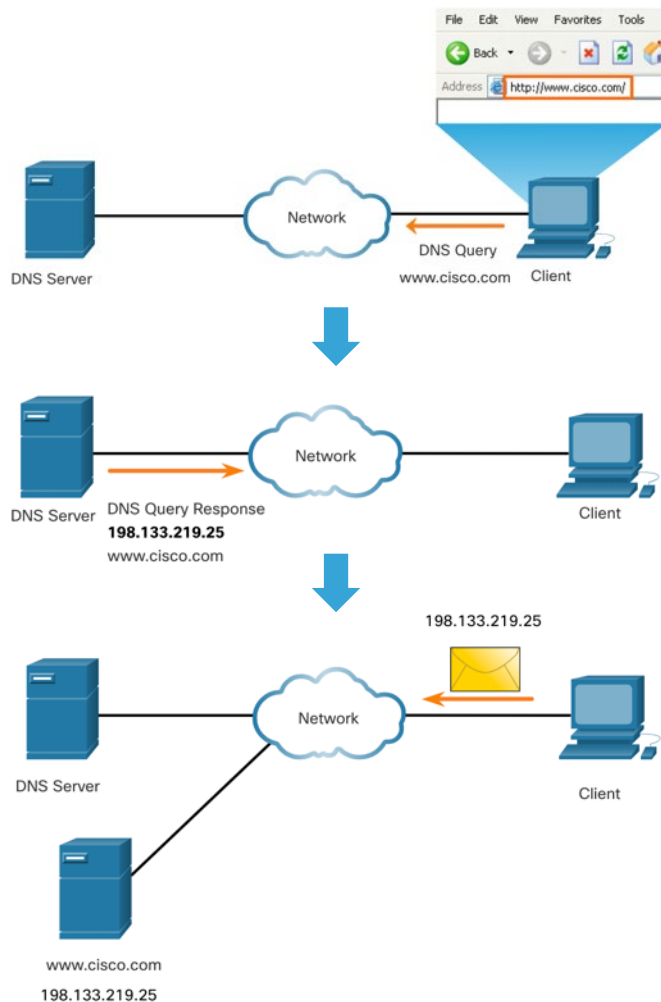 File Edit View Favorites Tools
Back
Address http://www.cisco.com/
Network
DNS Server
DNS Query
www.cisco.com
Client
Network
DNS Server
DNS Query Response
198.133.219.25
www.cisco.com
Client
198.133.219.25
Network
DNS Server
Client
www.cisco.com
198.133.219.25